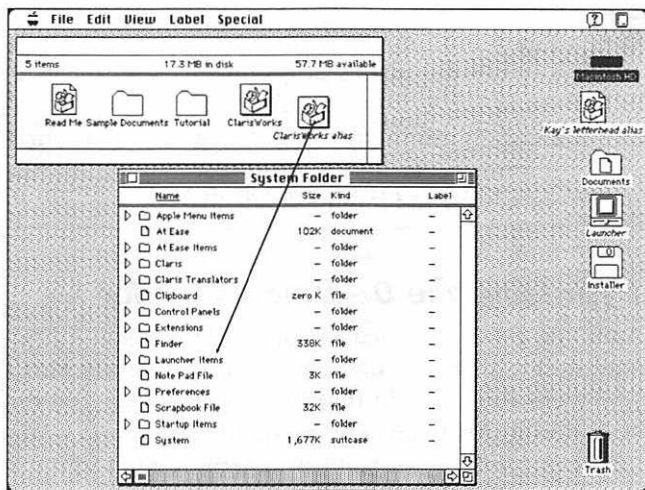 File Edit View Label Special
5 items 17.3 MB in disk 57.7 MB available
Read Me Sample Documents Tutorial ClarisWorks
ClarisWorks alias
Macintosh HD
Kay's letterhead alias
Documents
Launcher
Installer
Trash
System Folder
Name Size Kind Label
Apple Menu Items – folder –
At Ease 102K document –
At Ease Items – folder –
Claris – folder –
Claris Translators – folder –
Clipboard zero K file –
Control Panels – folder –
Extensions – folder –
Finder 338K file –
Launcher Items – folder –
Note Pad File 3K file –
Preferences – folder –
Scrapbook File 32K file –
Startup Items – folder –
System 1,677K suitcase –